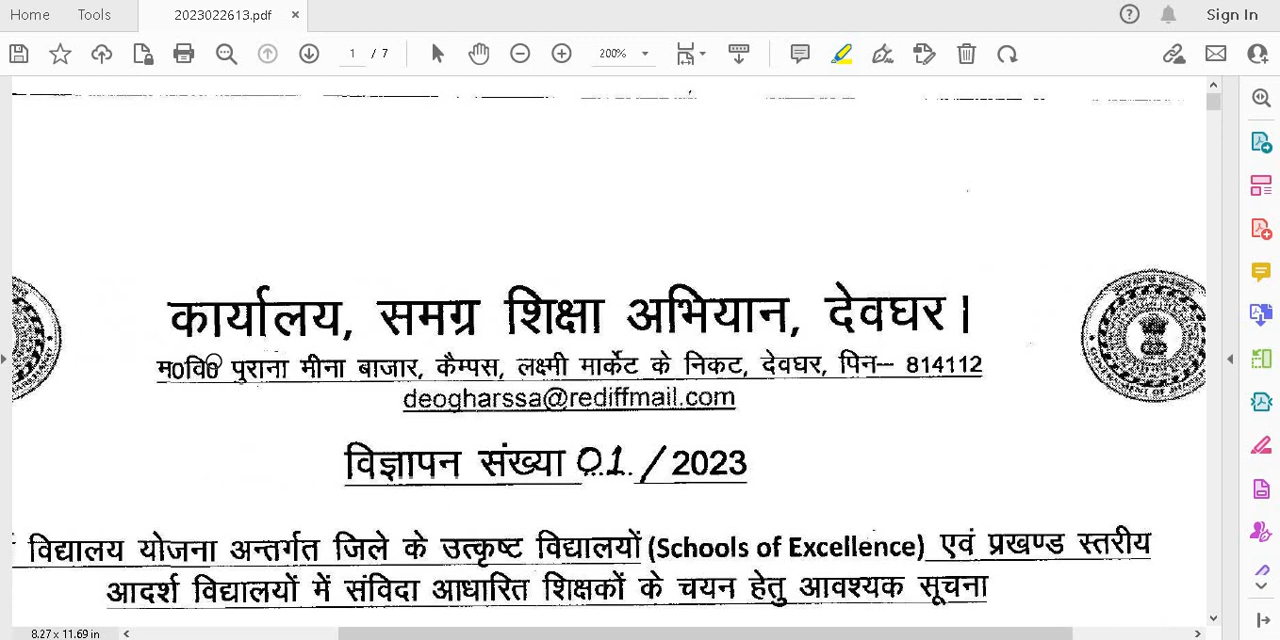 Home Tools 2023022613.pdf × Sign In
1 / 7 200%
कार्यालय, समग्र शिक्षा अभियान, देवघर।
म0वि0 पुराना मीना बाजार, कैम्पस, लक्ष्मी मार्केट के निकट, देवघर, पिन-- 814112
deogharssa@rediffmail.com
विज्ञापन संख्या 01 / 2023
विद्यालय योजना अन्तर्गत जिले के उत्कृष्ट विद्यालयों (Schools of Excellence) एवं प्रखण्ड स्तरीय
आदर्श विद्यालयों में संविदा आधारित शिक्षकों के चयन हेतु आवश्यक सूचना
8.27 x 11.69 in